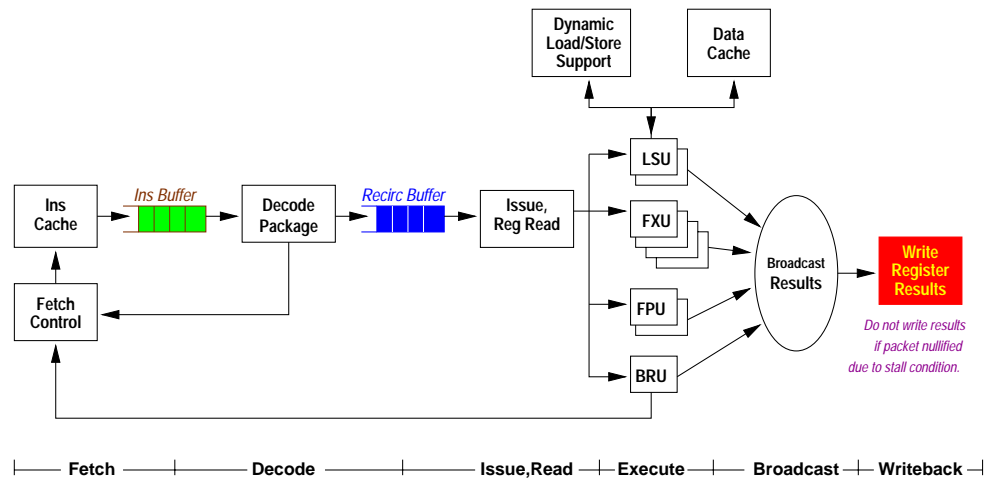 Dynamic
Load/Store
Support
Data
Cache
LSU
Ins
Cache
Ins Buffer
Decode
Package
Recirc Buffer
Issue,
Reg Read
FXU
Broadcast
Results
Write
Register
Results
Fetch
Control
FPU
Do not write results
if packet nullified
due to stall condition.
BRU
Fetch
Decode
Issue,Read
Execute
Broadcast
Writeback